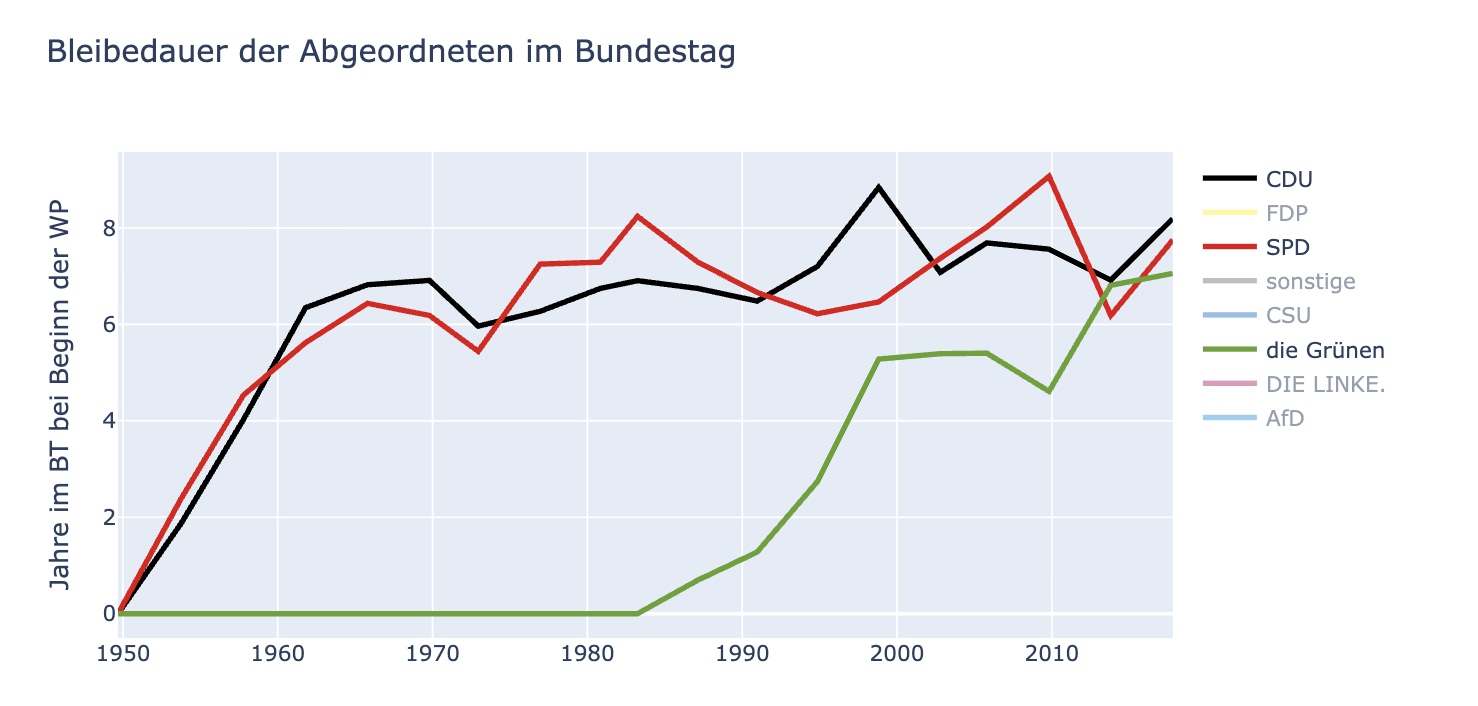 Bleibedauer der Abgeordneten im Bundestag
Jahre im BT bei Beginn der WP
8
6
4
2
0
1950
1960
1970
1980
1990
2000
2010
CDU
FDP
SPD
sonstige
CSU
die Grünen
DIE LINKE.
AfD